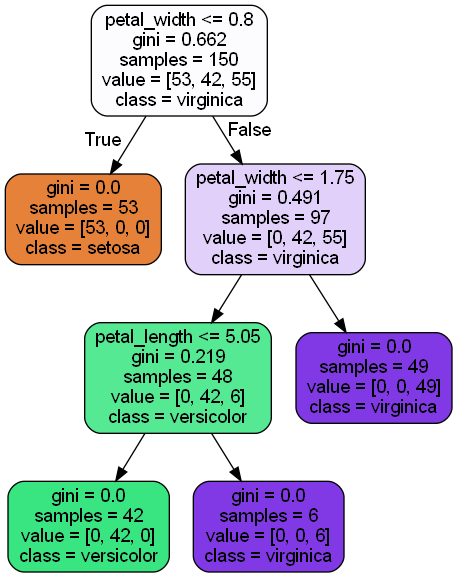 petal_width <= 0.8
gini = 0.662
samples = 150
value = [53, 42, 55]
class = virginica
True
False
gini = 0.0
samples = 53
value = [53, 0, 0]
class = setosa
petal_width <= 1.75
gini = 0.491
samples = 97
value = [0, 42, 55]
class = virginica
petal_length <= 5.05
gini = 0.219
samples = 48
value = [0, 42, 6]
class = versicolor
gini = 0.0
samples = 49
value = [0, 0, 49]
class = virginica
gini = 0.0
samples = 42
value = [0, 42, 0]
class = versicolor
gini = 0.0
samples = 6
value = [0, 0, 6]
class = virginica